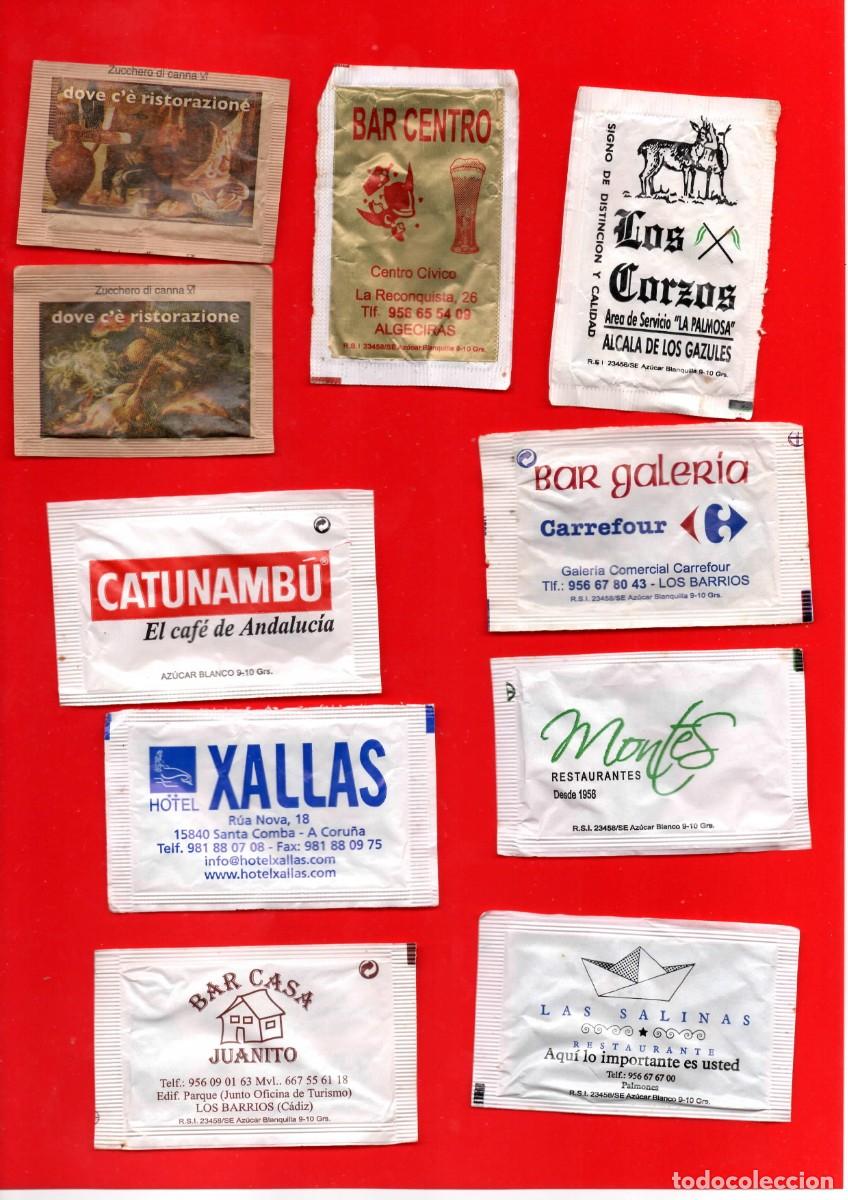 Zucchero di canna
dove c'è ristorazione
Zucchero di canna
dove c'è ristorazione
BAR CENTRO
Centro Cívico
La Reconquista, 26
Tlf. 956 65 54 09
ALGECIRAS
R.S.I. 23458/SE Azúcar Blanquilla 9-10 Grs.
SIGNO DE DISTINCION Y CALIDAD
Los
Corzos
Area de Servicio "LA PALMOSA"
ALCALA DE LOS GAZULES
R.S.I. 23458/SE Azúcar Blanquilla 9-10 Grs.
BAR GALERÍA
Carrefour
Galeria Comercial Carrefour
Tlf.: 956 67 80 43 - LOS BARRIOS
R.S.I. 23458/SE Azúcar Blanquilla 9-10 Grs.
CATUNAMBÚ®
El café de Andalucía
AZÚCAR BLANCO 9-10 Grs.
Montes
RESTAURANTES
Desde 1958
R.S.I. 23458/SE Azúcar Blanco 9-10 Grs.
HOTEL XALLAS
Rúa Nova, 18
15840 Santa Comba - A Coruña
Telf. 981 88 07 08 - Fax: 981 88 09 75
info@hotelxallas.com
www.hotelxallas.com
BAR CASA
JUANITO
Telf.: 956 09 01 63 Mvl.. 667 55 61 18
Edif. Parque (Junto Oficina de Turismo)
LOS BARRIOS (Cádiz)
R.S.I. 23458/SE Azúcar Blanquilla 9-10 Grs.
LAS SALINAS
RESTAURANTE
Aquí lo importante es usted
Telf.: 956 67 67 00
Palmones
R.S.I. 23458/SE Azúcar Blanquilla 9-10 Grs.
todocoleccion